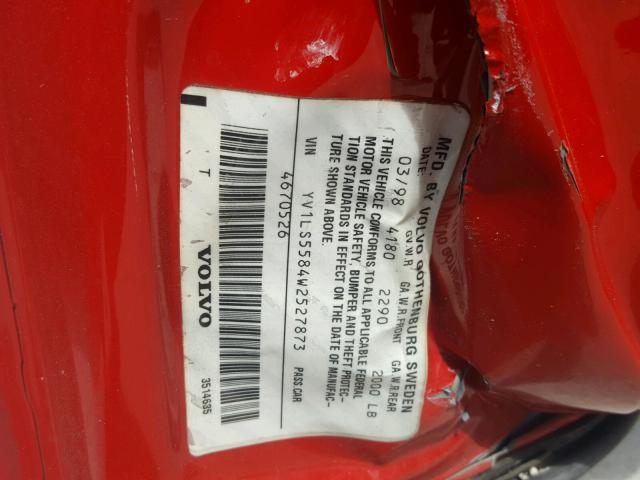 MFD. BY VOLVO GOTHENBURG SWEDEN
DATE: G.V.W.R GA.W.R.FRONT GA.W.R.REAR
03/98 4180 2290 2000 LB
THIS VEHICLE CONFORMS TO ALL APPLICABLE FEDERAL
MOTOR VEHICLE SAFETY, BUMPER AND THEFT PROTEC-
TION STANDARDS IN EFFECT ON THE DATE OF MANUFAC-
TURE SHOWN ABOVE.
VIN YV1LS5584W2527873 PASS.CAR
4670526
T VOLVO 3514635